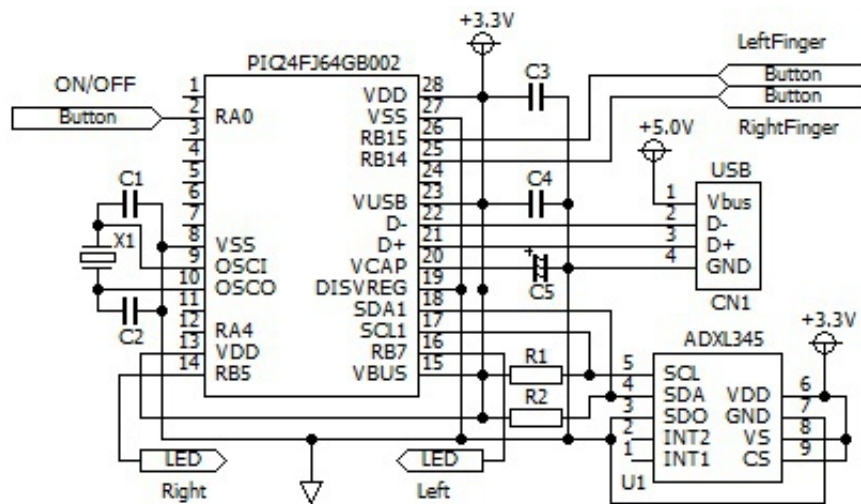 +3.3V
PIC24FJ64GB002
C3
LeftFinger
ON/OFF
Button
Button
Button
RightFinger
+5.0V
USB
1 2 3 4 5 6 7 8 9 10 11 12 13 14
RA0
VSS
OSCI
OSCO
RA4
VDD
RB5
VDD 28
VSS 27
RB15 26
RB14 25
24
VUSB 23
D- 22
D+ 21
VCAP 20
DISVREG 19
SDA1 18
SCL1 17
RB7 16
VBUS 15
C1
X1
C2
C4
C5
+
1 Vbus
2 D-
3 D+
4 GND
CN1
+3.3V
ADXL345
R1
R2
5 SCL
4 SDA
3 SDO
2 INT2
1 INT1
VDD 6
GND 7
VS 8
CS 9
U1
LED
Right
LED
Left